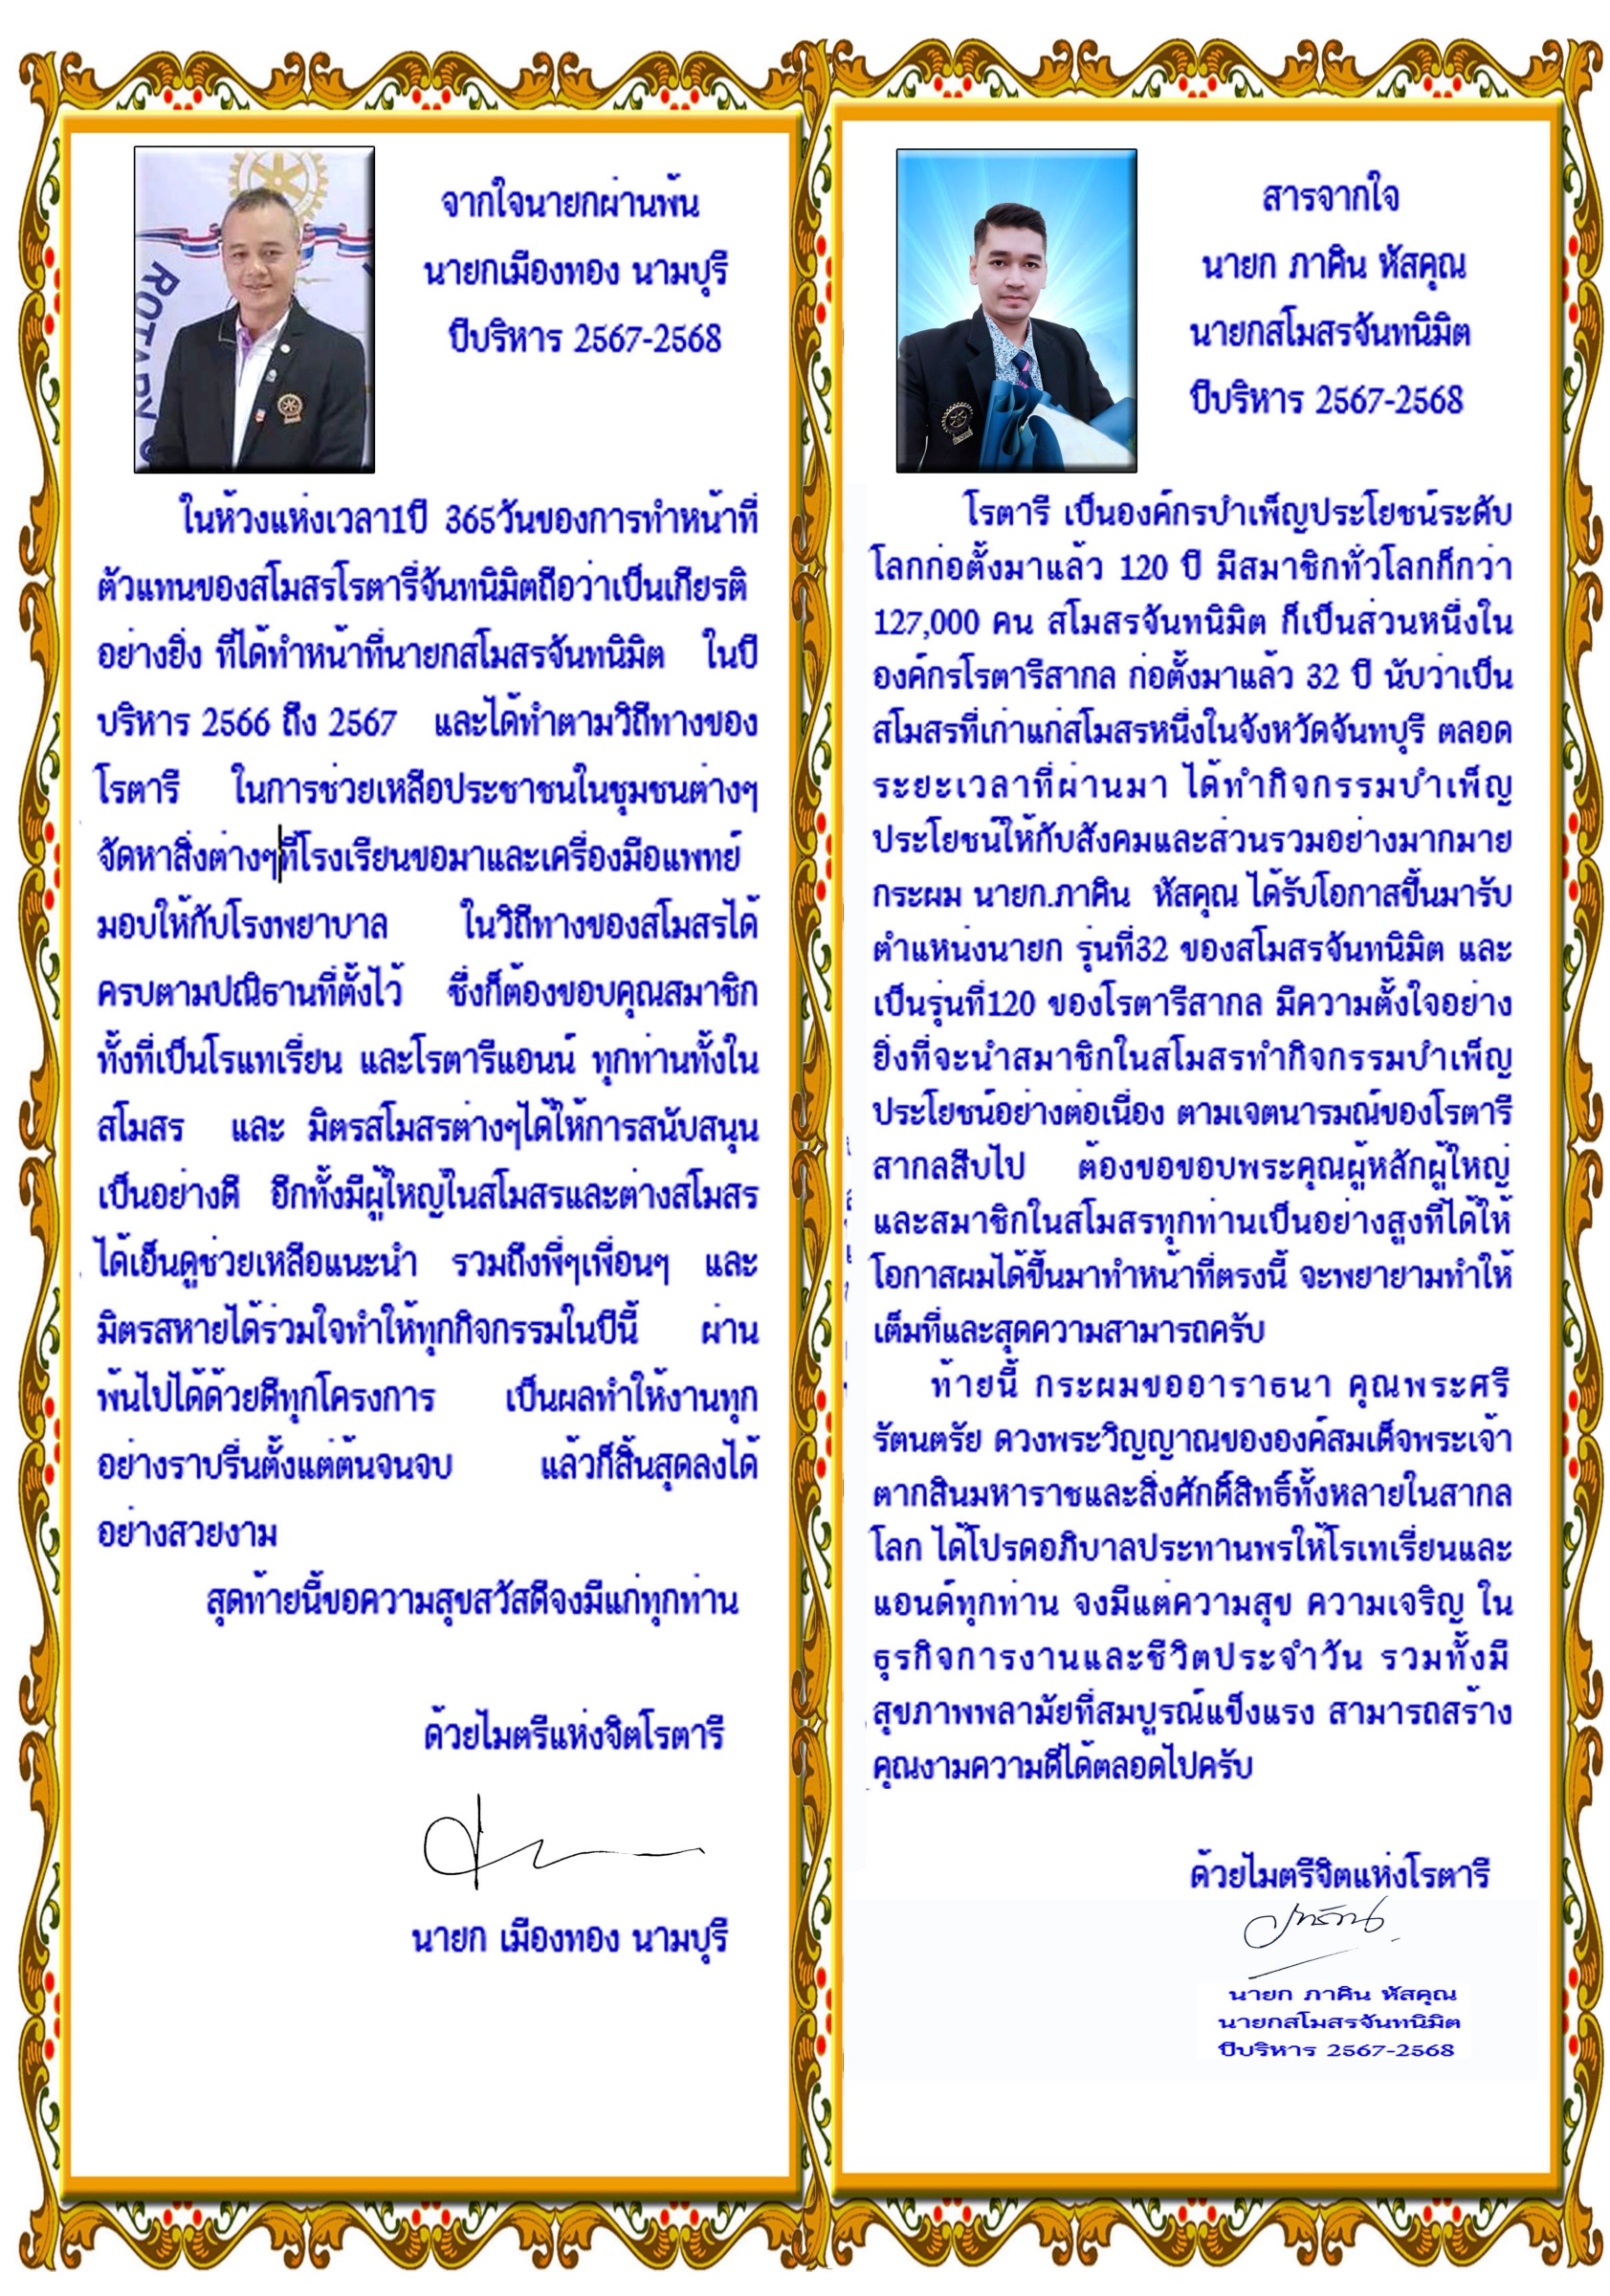 ROTARY
จากใจนายกผ่านพ้น
นายกเมืองทอง นามบุรี
ปีบริหาร 2567-2568
ในห้วงแห่งเวลา1ปี 365วันของการทำหน้าที่
ตัวแทนของสโมสรโรตารี่จันทนิมิตถือว่าเป็นเกียรติ
อย่างยิ่ง ที่ได้ทำหน้าที่นายกสโมสรจันทนิมิต ในปี
บริหาร 2566 ถึง 2567 และได้ทำตามวิถีทางของ
โรตารี ในการช่วยเหลือประชาชนในชุมชนต่างๆ
จัดหาสิ่งต่างๆที่โรงเรียนขอมาและเครื่องมือแพทย์
มอบให้กับโรงพยาบาล ในวิถีทางของสโมสรได้
ครบตามปณิธานที่ตั้งไว้ ซึ่งก็ต้องขอบคุณสมาชิก
ทั้งที่เป็นโรแทเรี่ยน และโรตารีแอนน์ ทุกท่านทั้งใน
สโมสร และ มิตรสโมสรต่างๆได้ให้การสนับสนุน
เป็นอย่างดี อีกทั้งมีผู้ใหญ่ในสโมสรและต่างสโมสร
ได้เอ็นดูช่วยเหลือแนะนำ รวมถึงพี่ๆเพื่อนๆ และ
มิตรสหายได้ร่วมใจทำให้ทุกกิจกรรมในปีนี้ ผ่าน
พ้นไปได้ด้วยดีทุกโครงการ เป็นผลทำให้งานทุก
อย่างราบรื่นตั้งแต่ต้นจนจบ แล้วก็สิ้นสุดลงได้
อย่างสวยงาม
สุดท้ายนี้ขอความสุขสวัสดีจงมีแก่ทุกท่าน
ด้วยไมตรีแห่งจิตโรตารี
นายก เมืองทอง นามบุรี
สารจากใจ
นายก ภาคิน หัสคุณ
นายกสโมสรจันทนิมิต
ปีบริหาร 2567-2568
โรตารี เป็นองค์กรบำเพ็ญประโยชน์ระดับ
โลกก่อตั้งมาแล้ว 120 ปี มีสมาชิกทั่วโลกก็กว่า
127,000 คน สโมสรจันทนิมิต ก็เป็นส่วนหนึ่งใน
องค์กรโรตารีสากล ก่อตั้งมาแล้ว 32 ปี นับว่าเป็น
สโมสรที่เก่าแก่สโมสรหนึ่งในจังหวัดจันทบุรี ตลอด
ระยะเวลาที่ผ่านมา ได้ทำกิจกรรมบำเพ็ญ
ประโยชน์ให้กับสังคมและส่วนรวมอย่างมากมาย
กระผม นายก.ภาคิน หัสคุณ ได้รับโอกาสขึ้นมารับ
ตำแหน่งนายก รุ่นที่32 ของสโมสรจันทนิมิต และ
เป็นรุ่นที่120 ของโรตารีสากล มีความตั้งใจอย่าง
ยิ่งที่จะนำสมาชิกในสโมสรทำกิจกรรมบำเพ็ญ
ประโยชน์อย่างต่อเนื่อง ตามเจตนารมณ์ของโรตารี
สากลสืบไป ต้องขอขอบพระคุณผู้หลักผู้ใหญ่
และสมาชิกในสโมสรทุกท่านเป็นอย่างสูงที่ได้ให้
โอกาสผมได้ขึ้นมาทำหน้าที่ตรงนี้ จะพยายามทำให้
เต็มที่และสุดความสามารถครับ
ท้ายนี้ กระผมขออาราธนา คุณพระศรี
รัตนตรัย ดวงพระวิญญาณขององค์สมเด็จพระเจ้า
ตากสินมหาราชและสิ่งศักดิ์สิทธิ์ทั้งหลายในสากล
โลก ได้โปรดอภิบาลประทานพรให้โรเทเรี่ยนและ
แอนด์ทุกท่าน จงมีแต่ความสุข ความเจริญ ใน
ธุรกิจการงานและชีวิตประจำวัน รวมทั้งมี
สุขภาพพลามัยที่สมบูรณ์แข็งแรง สามารถสร้าง
คุณงามความดีได้ตลอดไปครับ
ด้วยไมตรีจิตแห่งโรตารี
นายก ภาคิน หัสคุณ
นายกสโมสรจันทนิมิต
ปีบริหาร 2567-2568